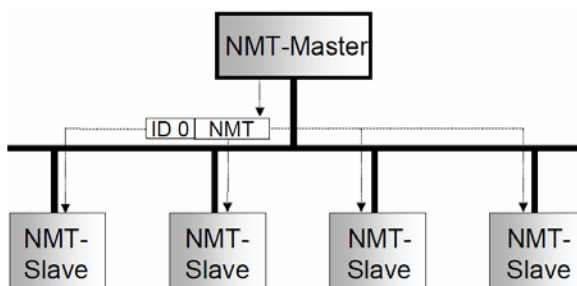 NMT-Master
ID 0 NMT
NMT-
Slave
NMT-
Slave
NMT-
Slave
NMT-
Slave